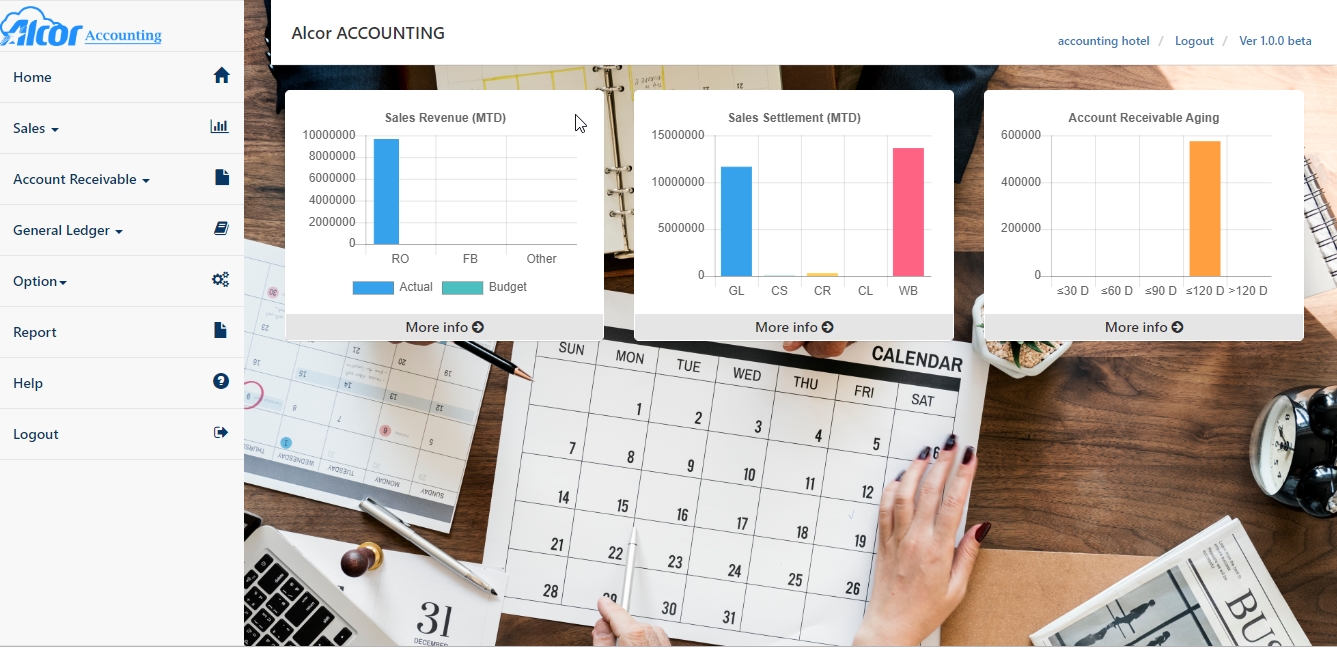 Alcor Accounting
Home
Sales
Account Receivable
General Ledger
Option
Report
Help
Logout
Alcor ACCOUNTING
accounting hotel / Logout / Ver 1.0.0 beta
Sales Revenue (MTD)
10000000
8000000
6000000
4000000
2000000
0
RO FB Other
Actual Budget
More info
Sales Settlement (MTD)
15000000
10000000
5000000
0
GL CS CR CL WB
More info
Account Receivable Aging
600000
400000
200000
0
≤30 D ≤60 D ≤90 D ≤120 D >120 D
More info
CALENDAR
SUN MON TUE WED THU FRI SAT
1 2 3 4 5 6
7 8 9 10 11 12
14 15 16 17 18 19
21 22 23 24 25 26
28 29 30 31
31
DECEMBER
SUNDAY
MONDAY
TUESDAY
WEDNESDAY
BUS